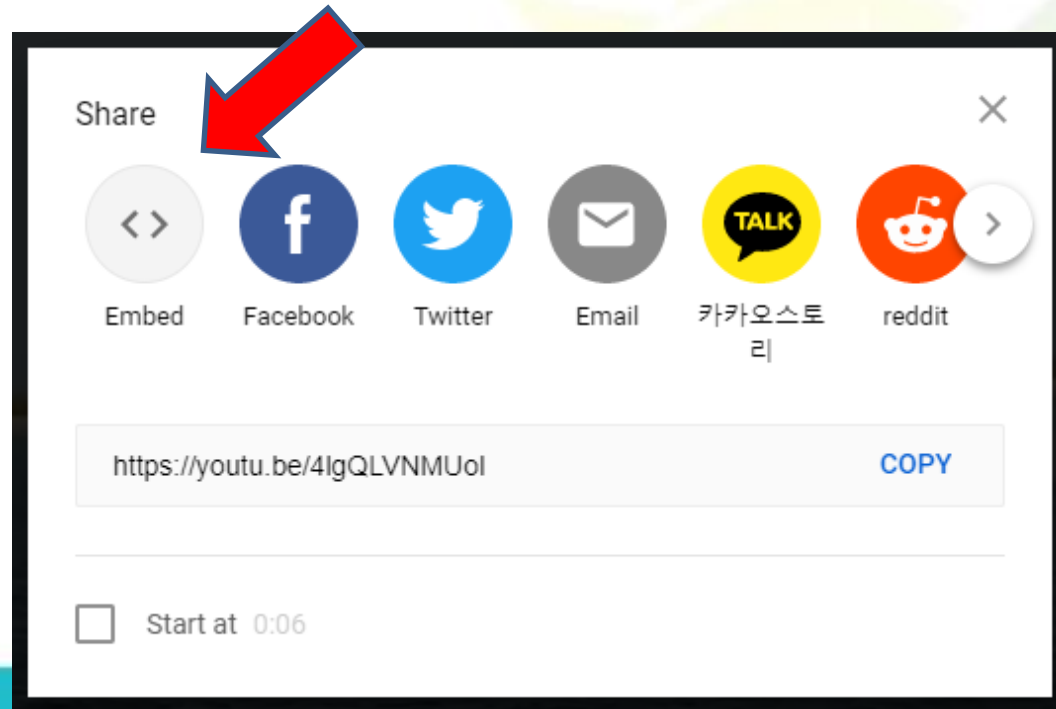 Share
TALK
Embed
Facebook
Twitter
Email
카카오스토
리
reddit
https://youtu.be/4IgQLVNMUoI
COPY
Start at 0:06